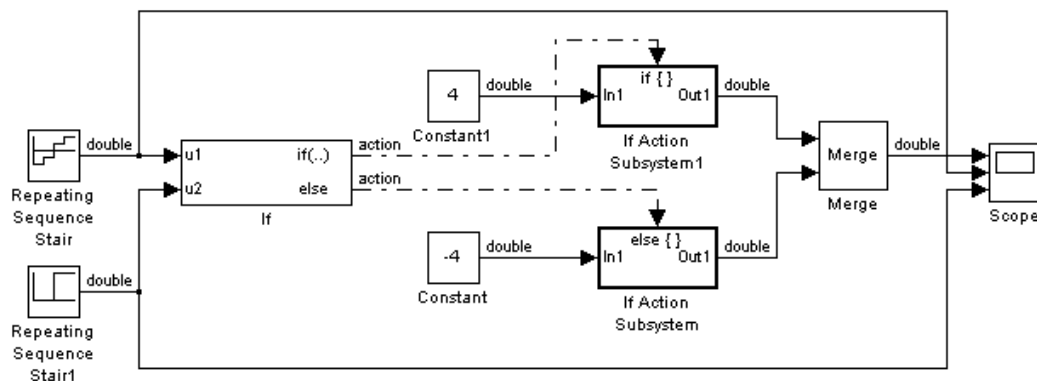 double
Repeating
Sequence
Stair
double
Repeating
Sequence
Stair1
u1
u2
if(..)
else
If
action
action
4
Constant1
double
-4
Constant
double
if { }
In1
Out1
If Action
Subsystem1
double
else { }
In1
Out1
If Action
Subsystem
double
Merge
Merge
double
Scope